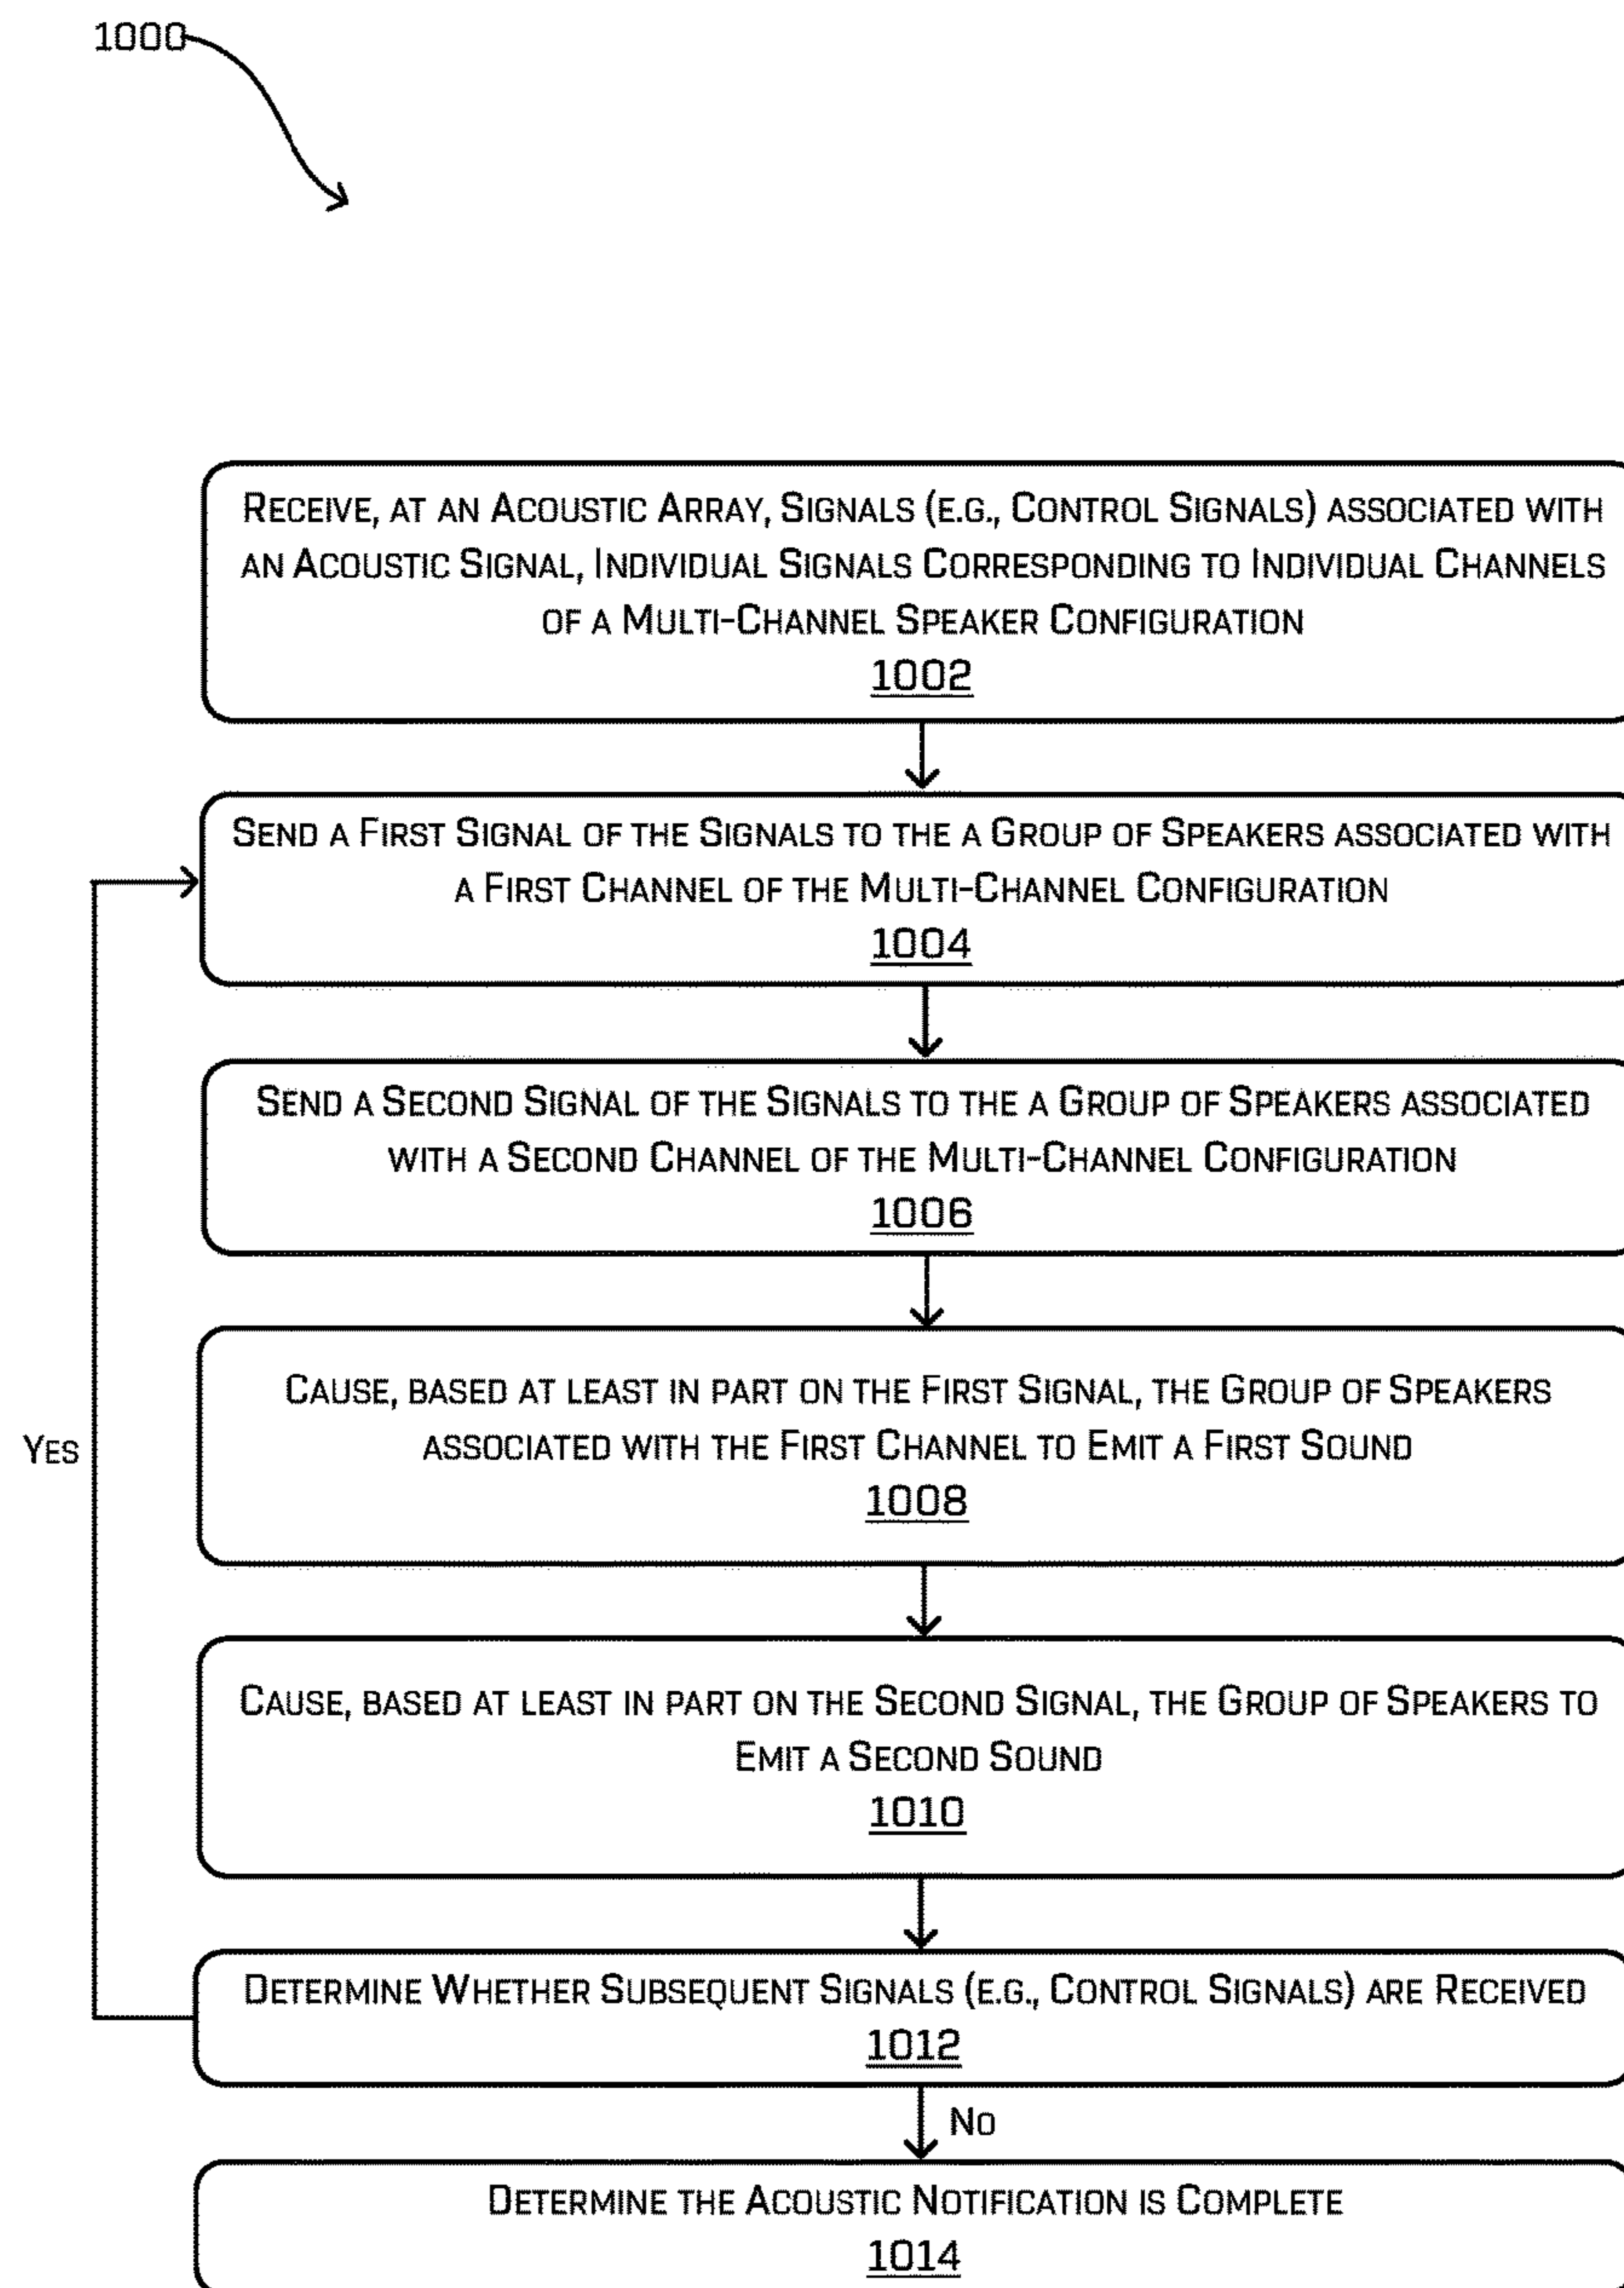 1000
Receive, at an Acoustic Array, Signals (e.g., Control Signals) associated with
an Acoustic Signal, Individual Signals Corresponding to Individual Channels
of a Multi-Channel Speaker Configuration
1002
Send a First Signal of the Signals to the a Group of Speakers associated with
a First Channel of the Multi-Channel Configuration
1004
Send a Second Signal of the Signals to the a Group of Speakers associated
with a Second Channel of the Multi-Channel Configuration
1006
Cause, based at least in part on the First Signal, the Group of Speakers
associated with the First Channel to Emit a First Sound
1008
Yes
Cause, based at least in part on the Second Signal, the Group of Speakers to
Emit a Second Sound
1010
Determine Whether Subsequent Signals (e.g., Control Signals) are Received
1012
No
Determine the Acoustic Notification is Complete
1014